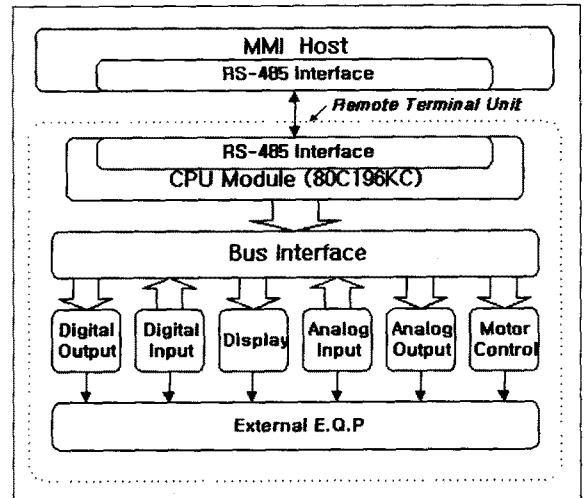 MMI Host
RS-485 Interface
Remote Terminal Unit
RS-485 Interface
CPU Module (80C196KC)
Bus Interface
Digital Output
Digital Input
Display
Analog Input
Analog Output
Motor Control
External E.Q.P